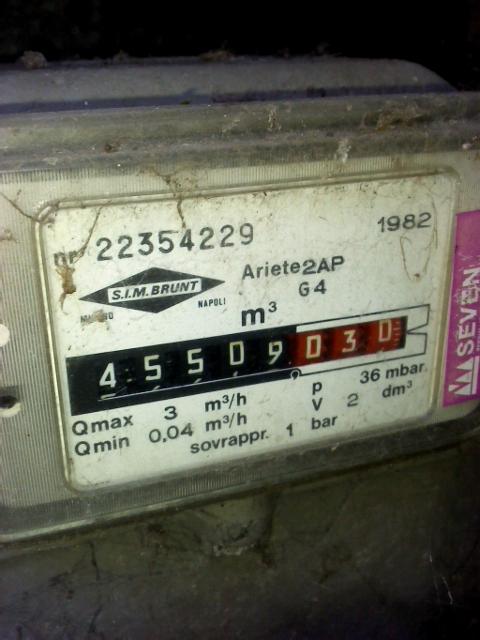 nr 22354229
1982
S.I.M. BRUNT
NAPOLI
Ariete2AP
G4
m³
45509030
Qmax 3 m³/h
Qmin 0,04 m³/h
p 36 mbar
V 2 dm³
sovrappr. 1 bar
SEVEN